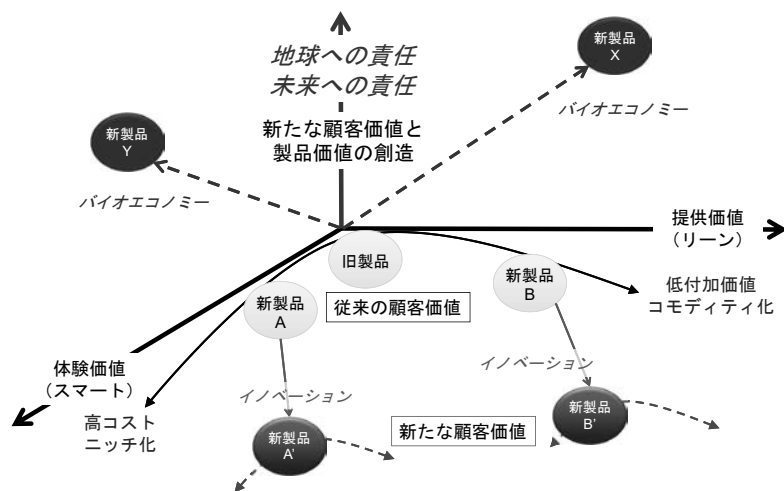 新製品
X
地球への責任
未来への責任
バイオエコノミー
新たな顧客価値と
製品価値の創造
新製品
Y
バイオエコノミー
提供価値
（リーン）
旧製品
新製品
B
低付加価値
コモディティ化
新製品
A
従来の顧客価値
体験価値
（スマート）
イノベーション
イノベーション
高コスト
ニッチ化
新製品
A'
新たな顧客価値
新製品
B'